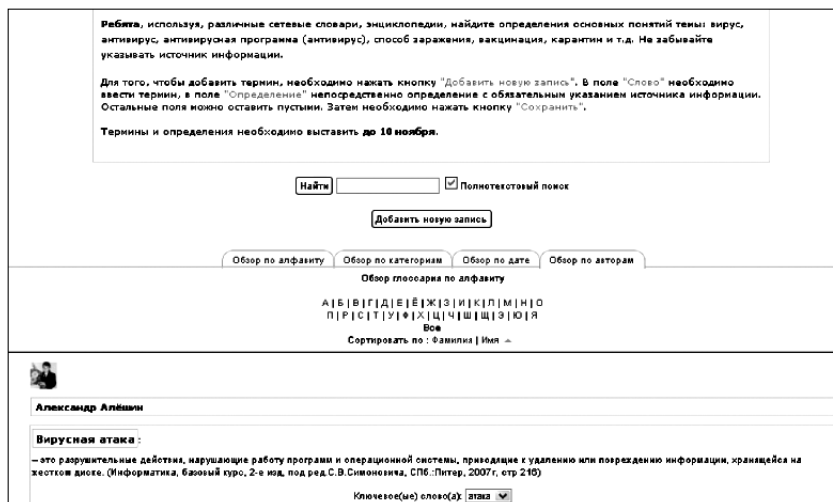 Ребята, используя, различные сетевые словари, энциклопедии, найдите определения основных понятий темы: вирус,
антивирус, антивирусная программа (антивирус), способ заражения, вакцинация, карантин и т.д. Не забывайте
указывать источник информации.
Для того, чтобы добавить термин, необходимо нажать кнопку "Добавить новую запись". В поле "Слово" необходимо
ввести термин, в поле "Определение" непосредственно определение с обязательным указанием источника информации.
Остальные поля можно оставить пустыми. Затем необходимо нажать кнопку "Сохранить".
Термины и определения необходимо выставить до 10 ноября.
Найти Полнотекстовый поиск
Добавить новую запись
Обзор по алфавиту Обзор по категориям Обзор по дате Обзор по авторам
Обзор глоссария по алфавиту
А | Б | В | Г | Д | Е | Ё | Ж | З | И | К | Л | М | Н | О
П | Р | С | Т | У | Ф | Х | Ц | Ч | Ш | Щ | Э | Ю | Я
Все
Сортировать по : Фамилия | Имя
Александр Алёшин
Вирусная атака :
– это разрушительные действия, нарушающие работу программ и операционной системы, приводящие к удалению или повреждению информации, хранящейся на
жестком диске. (Информатика, базовый курс, 2-е изд, под ред.С.В.Симоновича, СПб.:Питер, 2007г, стр 216)
Ключевое(ые) слово(а): атака